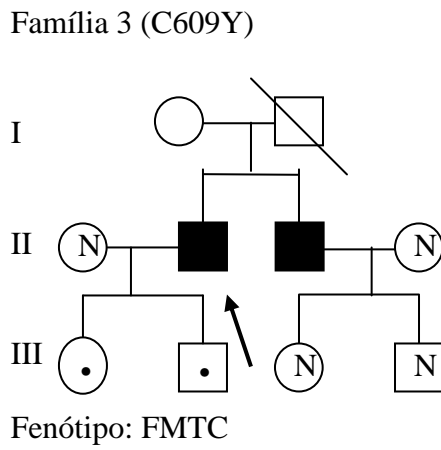 Família 3 (C609Y)
I
II N N
III N N
Fenótipo: FMTC